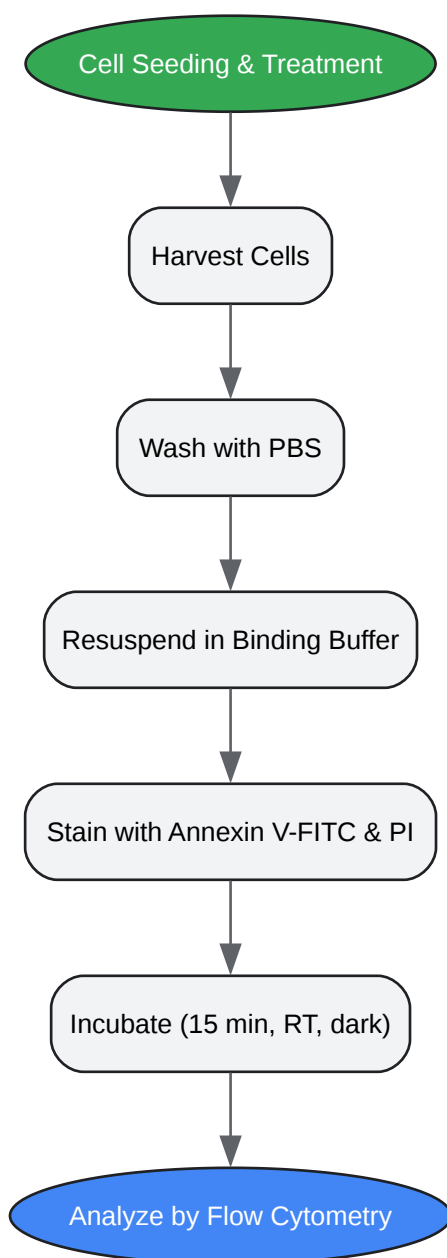 Cell Seeding & Treatment
Harvest Cells
Wash with PBS
Resuspend in Binding Buffer
Stain with Annexin V-FITC & PI
Incubate (15 min, RT, dark)
Analyze by Flow Cytometry